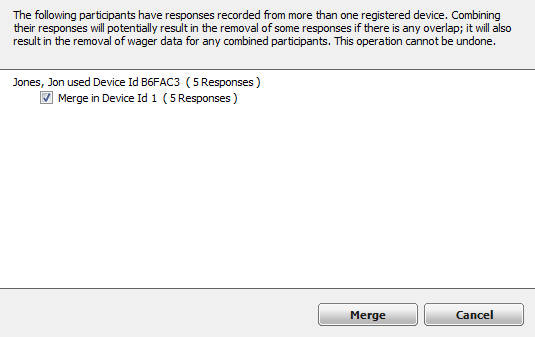 The following participants have responses recorded from more than one registered device. Combining
their responses will potentially result in the removal of some responses if there is any overlap; it will also
result in the removal of wager data for any combined participants. This operation cannot be undone.
Jones, Jon used Device Id B6FAC3 ( 5 Responses )
Merge in Device Id 1 ( 5 Responses )
Merge
Cancel